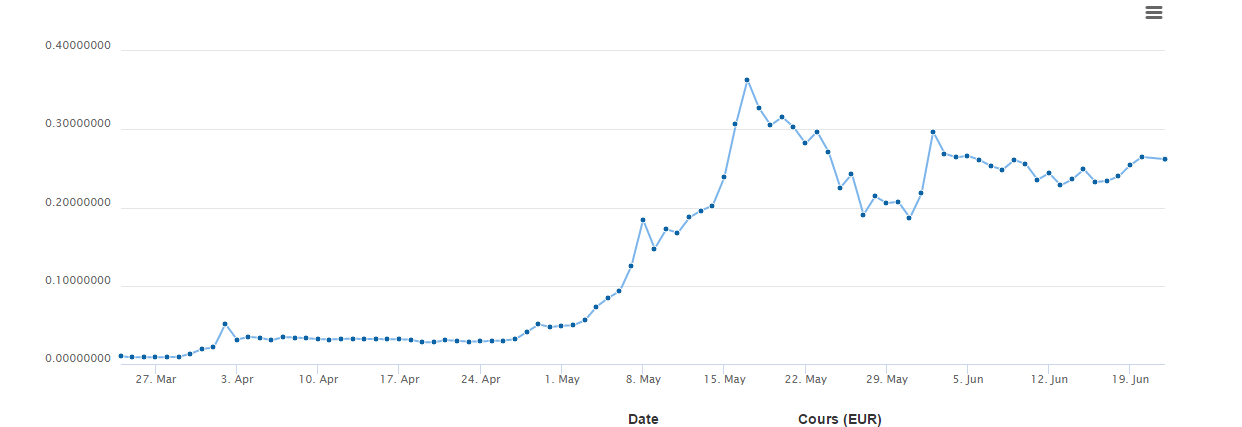 0.40000000
0.30000000
0.20000000
0.10000000
0.00000000
27. Mar 3. Apr 10. Apr 17. Apr 24. Apr 1. May 8. May 15. May 22. May 29. May 5. Jun 12. Jun 19. Jun
Date Cours (EUR)